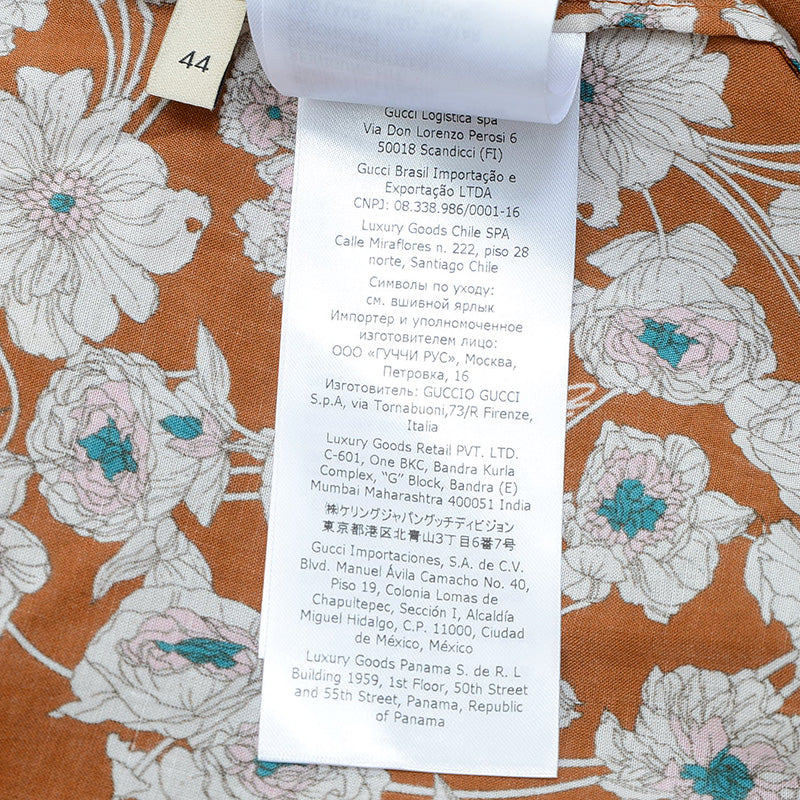 44
Gucci Logistica spa
Via Don Lorenzo Perosi 6
50018 Scandicci (FI)
Gucci Brasil Importação e
Exportação LTDA
CNPJ: 08.338.986/0001-16
Luxury Goods Chile SPA
Calle Miraflores n. 222, piso 28
norte, Santiago Chile
Символы по уходу:
см. вшивной ярлык
Импортер и уполномоченное
изготовителем лицо:
ООО «ГУЧЧИ РУС», Москва,
Петровка, 16
Изготовитель: GUCCIO GUCCI
S.p.A, via Tornabuoni,73/R Firenze,
Italia
Luxury Goods Retail PVT. LTD.
C-601, One BKC, Bandra Kurla
Complex, “G” Block, Bandra (E)
Mumbai Maharashtra 400051 India
㈱ケリングジャパングッチディビジョン
東京都港区北青山3丁目6番7号
Gucci Importaciones, S.A. de C.V.
Blvd. Manuel Ávila Camacho No. 40,
Piso 19, Colonia Lomas de
Chapultepec, Sección I, Alcaldía
Miguel Hidalgo, C.P. 11000, Ciudad
de México, México
Luxury Goods Panama S. de R. L
Building 1959, 1st Floor, 50th Street
and 55th Street, Panama, Republic
of Panama